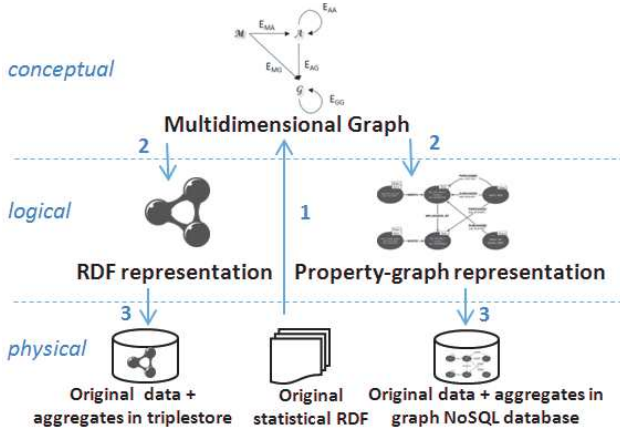 E_AA
E_MA
ℳ
𝒜
conceptual
E_MG
E_AG
𝒢
E_GG
Multidimensional Graph
2
2
logical
1
RDF representation
Property-graph representation
3
3
physical
Original data +
aggregates in triplestore
Original
statistical RDF
Original data + aggregates in
graph NoSQL database